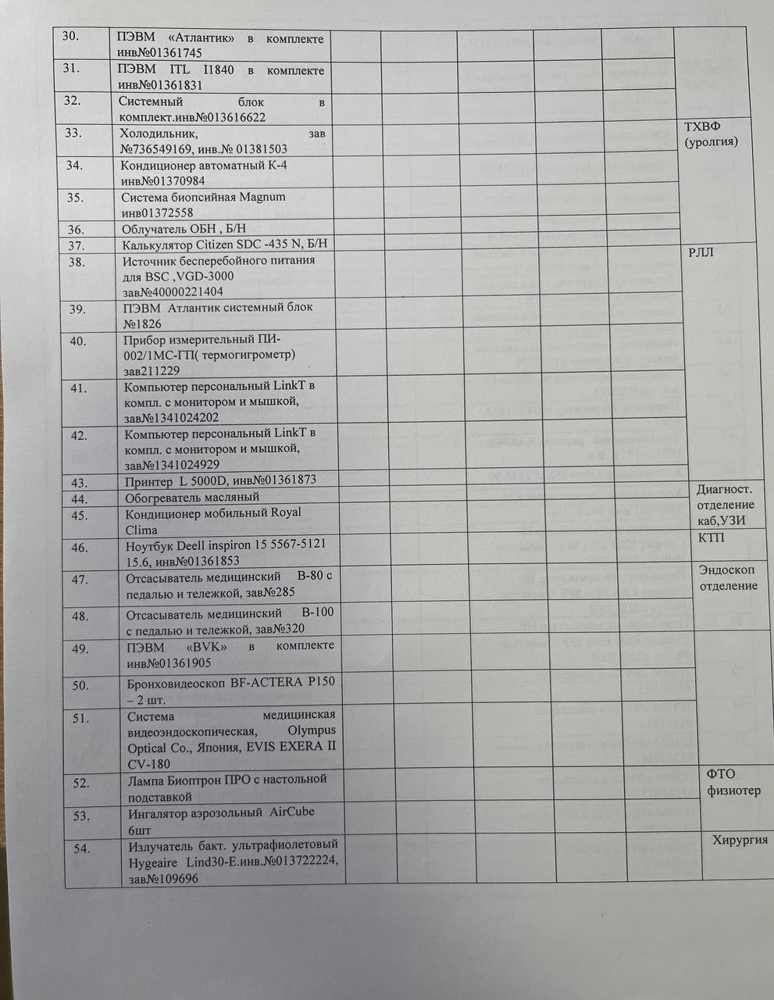 30.
ПЭВМ «Атлантик» в комплекте
инв№01361745
31.
ПЭВМ ITL I1840 в комплекте
инв№01361831
32.
Системный блок в
комплект.инв№013616622
33.
Холодильник, зав
№736549169, инв.№ 01381503
ТХВФ
(уролгия)
34.
Кондиционер автоматный К-4
инв№01370984
35.
Система биопсийная Magnum
инв01372558
36.
Облучатель ОБН , Б/Н
37.
Калькулятор Citizen SDC -435 N, Б/Н
38.
Источник бесперебойного питания
для BSC ,VGD-3000
зав№40000221404
РЛЛ
39.
ПЭВМ Атлантик системный блок
№1826
40.
Прибор измерительный ПИ-
002/1МС-ГП( термогигрометр)
зав211229
41.
Компьютер персональный LinkT в
компл. с монитором и мышкой,
зав№1341024202
42.
Компьютер персональный LinkT в
компл. с монитором и мышкой,
зав№1341024929
43.
Принтер L 5000D, инв№01361873
44.
Обогреватель масляный
Диагност.
отделение
каб,УЗИ
45.
Кондиционер мобильный Royal
Clima
46.
Ноутбук Deell inspiron 15 5567-5121
15.6, инв№01361853
КТП
47.
Отсасыватель медицинский В-80 с
педалью и тележкой, зав№285
Эндоскоп
отделение
48.
Отсасыватель медицинский В-100
с педалью и тележкой, зав№320
49.
ПЭВМ «BVK» в комплекте
инв№01361905
50.
Бронховидеоскоп BF-ACTERA P150
– 2 шт.
51.
Система медицинская
видеоэндоскопическая, Olympus
Optical Co., Япония, EVIS EXERA II
CV-180
52.
Лампа Биоптрон ПРО с настольной
подставкой
ФТО
физиотер
53.
Ингалятор аэрозольный AirCube
6шт
54.
Излучатель бакт. ультрафиолетовый
Hygeaire Lind30-E.инв.№013722224,
зав№109696
Хирургия